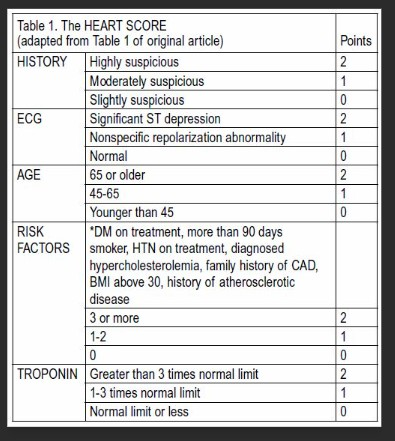 Table 1. The HEART SCORE
(adapted from Table 1 of original article) Points
HISTORY Highly suspicious 2
Moderately suspicious 1
Slightly suspicious 0
ECG Significant ST depression 2
Nonspecific repolarization abnormality 1
Normal 0
AGE 65 or older 2
45-65 1
Younger than 45 0
RISK *DM on treatment, more than 90 days
FACTORS smoker, HTN on treatment, diagnosed
hypercholesterolemia, family history of CAD,
BMI above 30, history of atherosclerotic
disease
3 or more 2
1-2 1
0 0
TROPONIN Greater than 3 times normal limit 2
1-3 times normal limit 1
Normal limit or less 0